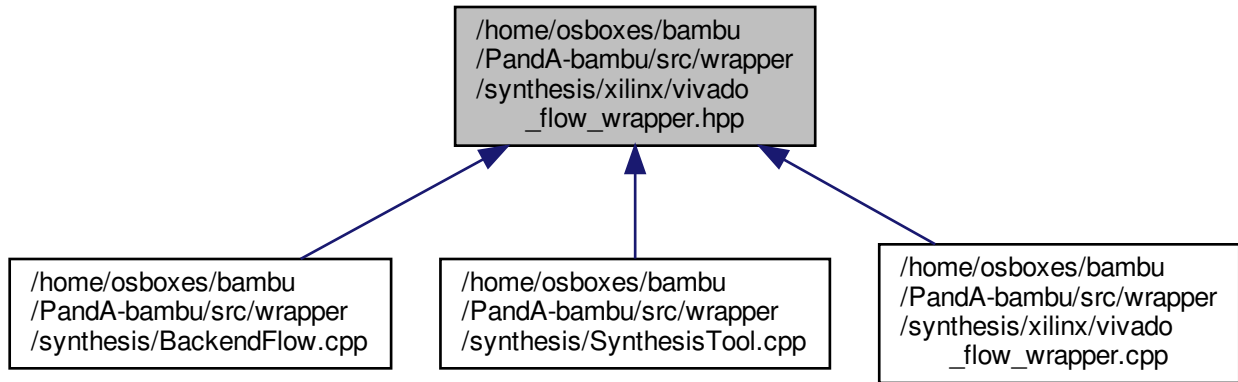 /home/osboxes/bambu
/PandA-bambu/src/wrapper
/synthesis/xilinx/vivado
_flow_wrapper.hpp
/home/osboxes/bambu
/PandA-bambu/src/wrapper
/synthesis/BackendFlow.cpp
/home/osboxes/bambu
/PandA-bambu/src/wrapper
/synthesis/SynthesisTool.cpp
/home/osboxes/bambu
/PandA-bambu/src/wrapper
/synthesis/xilinx/vivado
_flow_wrapper.cpp